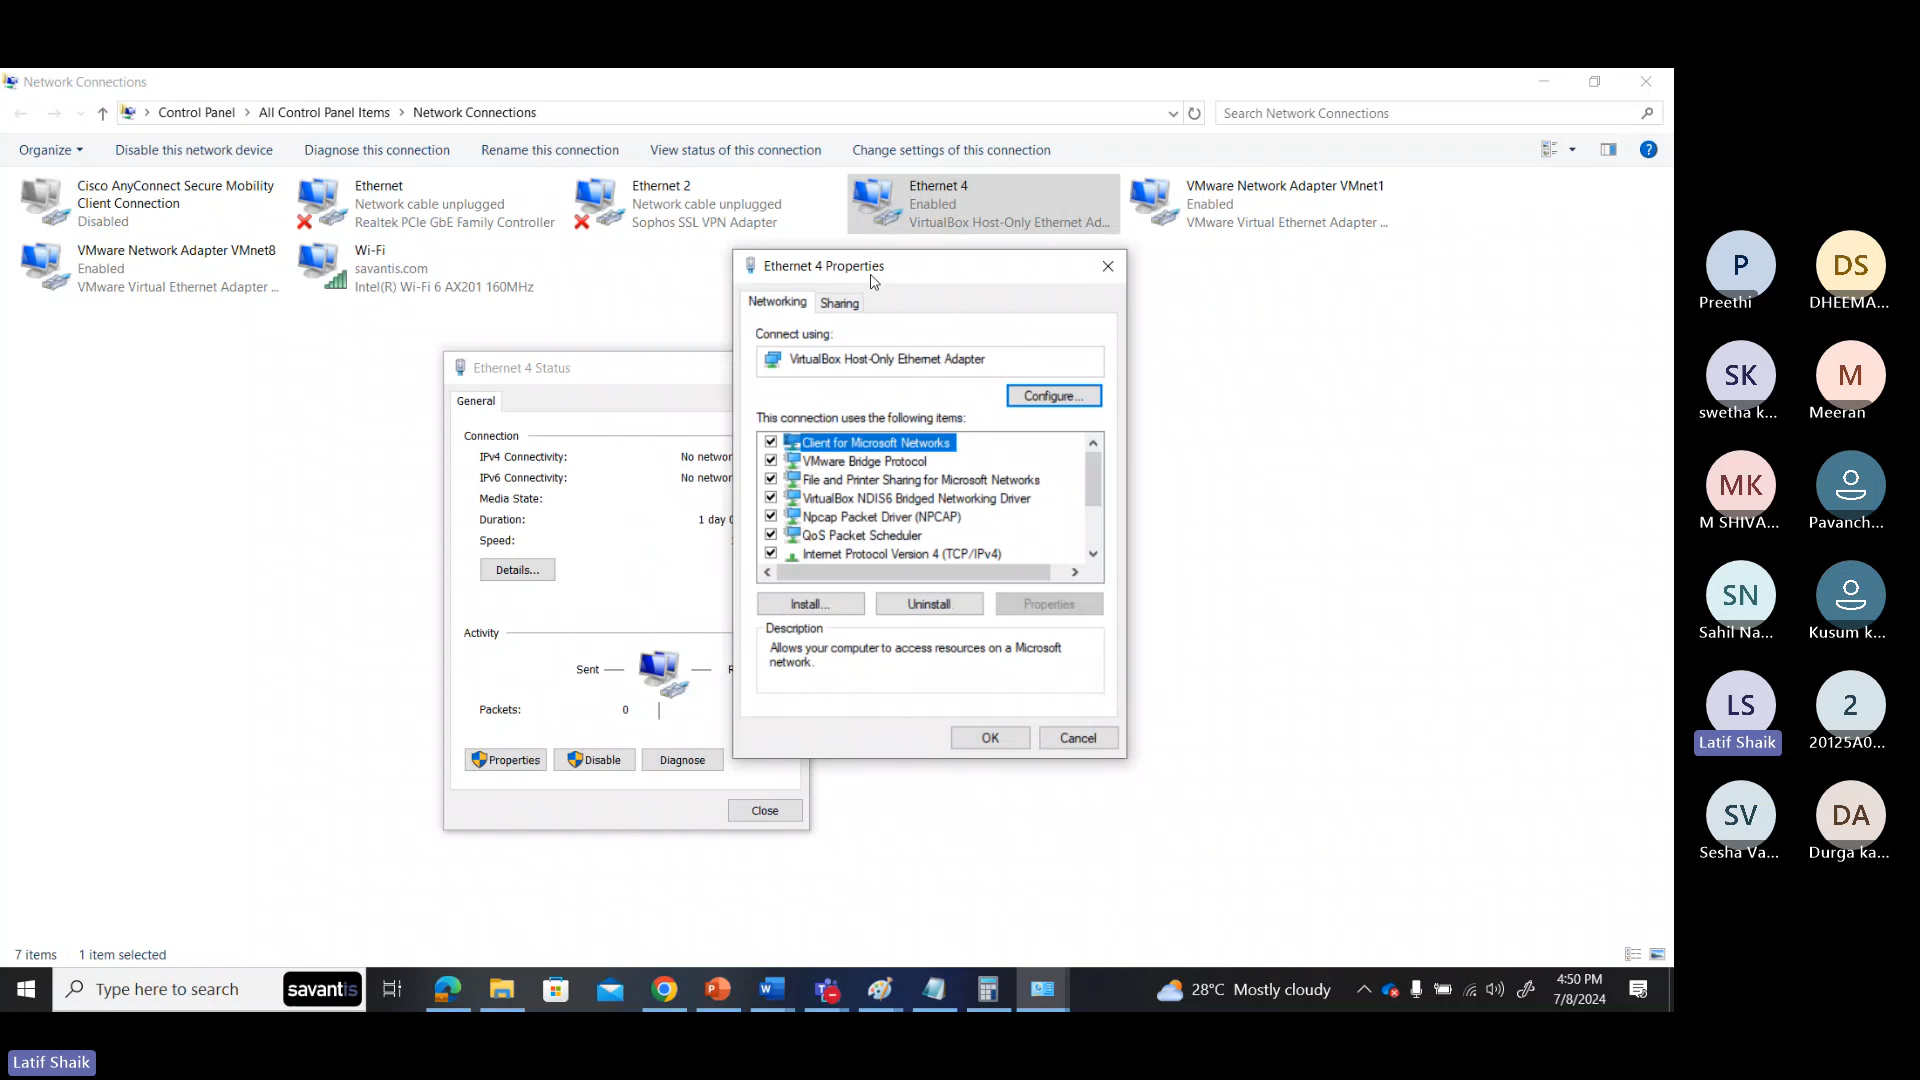 Network Connections
Control Panel > All Control Panel Items > Network Connections
Search Network Connections
Organize
Disable this network device
Diagnose this connection
Rename this connection
View status of this connection
Change settings of this connection
Cisco AnyConnect Secure Mobility
Client Connection
Disabled
Ethernet
Network cable unplugged
Realtek PCIe GbE Family Controller
Ethernet 2
Network cable unplugged
Sophos SSL VPN Adapter
Ethernet 4
Enabled
VirtualBox Host-Only Ethernet Ad...
VMware Network Adapter VMnet1
Enabled
VMware Virtual Ethernet Adapter ...
VMware Network Adapter VMnet8
Enabled
VMware Virtual Ethernet Adapter ...
Wi-Fi
savantis.com
Intel(R) Wi-Fi 6 AX201 160MHz
Ethernet 4 Status
General
Connection
IPv4 Connectivity: No networ
IPv6 Connectivity: No networ
Media State:
Duration: 1 day 0
Speed:
Details...
Activity
Sent
R
Packets: 0
Properties
Disable
Diagnose
Close
Ethernet 4 Properties
Networking
Sharing
Connect using:
VirtualBox Host-Only Ethernet Adapter
Configure...
This connection uses the following items:
Client for Microsoft Networks
VMware Bridge Protocol
File and Printer Sharing for Microsoft Networks
VirtualBox NDIS6 Bridged Networking Driver
Npcap Packet Driver (NPCAP)
QoS Packet Scheduler
Internet Protocol Version 4 (TCP/IPv4)
Install...
Uninstall
Properties
Description
Allows your computer to access resources on a Microsoft
network.
OK
Cancel
7 items
1 item selected
Type here to search
savantis
28°C Mostly cloudy
4:50 PM
7/8/2024
P
Preethi
DS
DHEEMA...
SK
swetha k...
M
Meeran
MK
M SHIVA...
Pavanch...
SN
Sahil Na...
Kusum k...
LS
Latif Shaik
2
20125A0...
SV
Sesha Va...
DA
Durga ka...
Latif Shaik